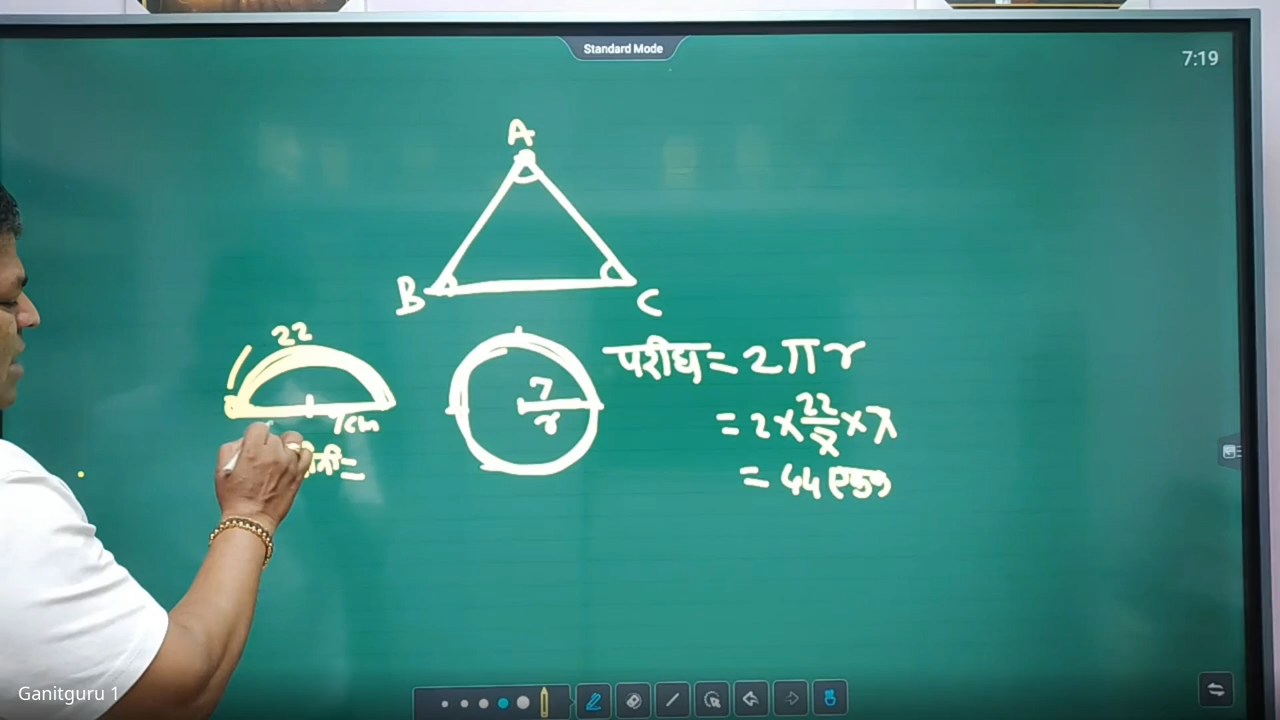 Standard Mode
7:19
A
B
C
22
7cm
7
r
परीघ = 2πr
= 2 × 22/7 × 7
= 44
Ganitguru 1